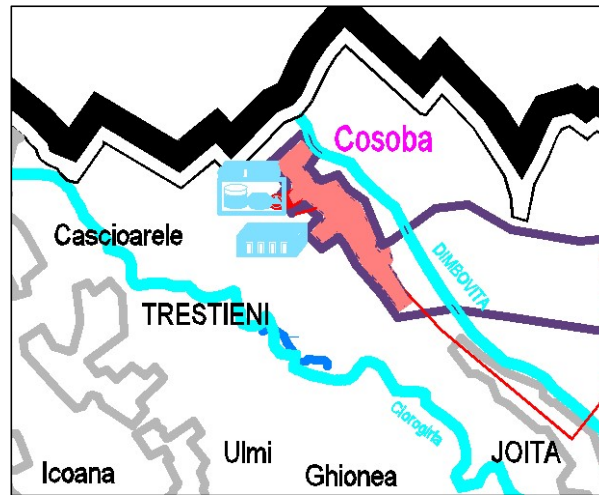 Cosoba
Cascioarele
DIMBOVITA
TRESTIENI
Ciorogirla
Ulmi
JOITA
Icoana
Ghionea